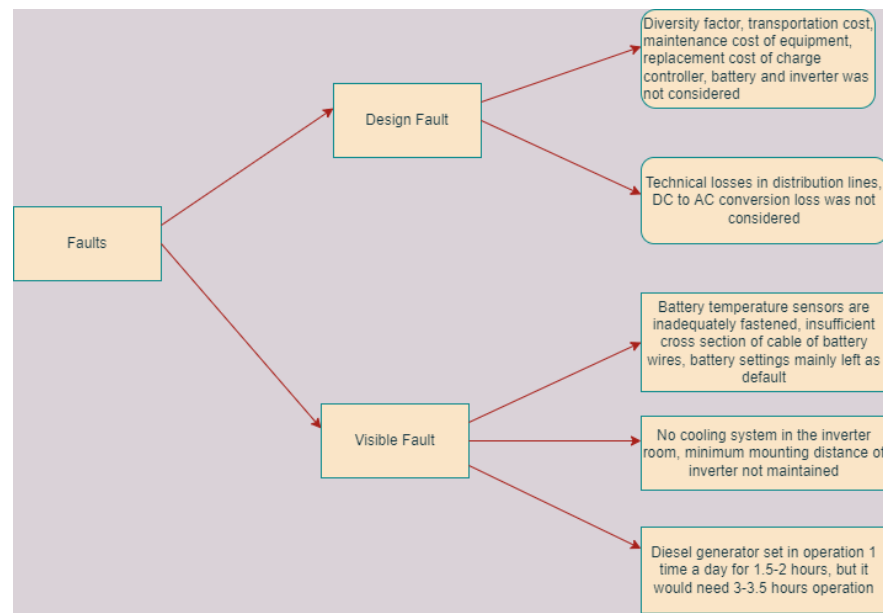 Diversity factor, transportation cost,
maintenance cost of equipment,
replacement cost of charge
controller, battery and inverter was
not considered
Design Fault
Technical losses in distribution lines,
DC to AC conversion loss was not
considered
Faults
Battery temperature sensors are
inadequately fastened, insufficient
cross section of cable of battery
wires, battery settings mainly left as
default
Visible Fault
No cooling system in the inverter
room, minimum mounting distance of
inverter not maintained
Diesel generator set in operation 1
time a day for 1.5-2 hours, but it
would need 3-3.5 hours operation